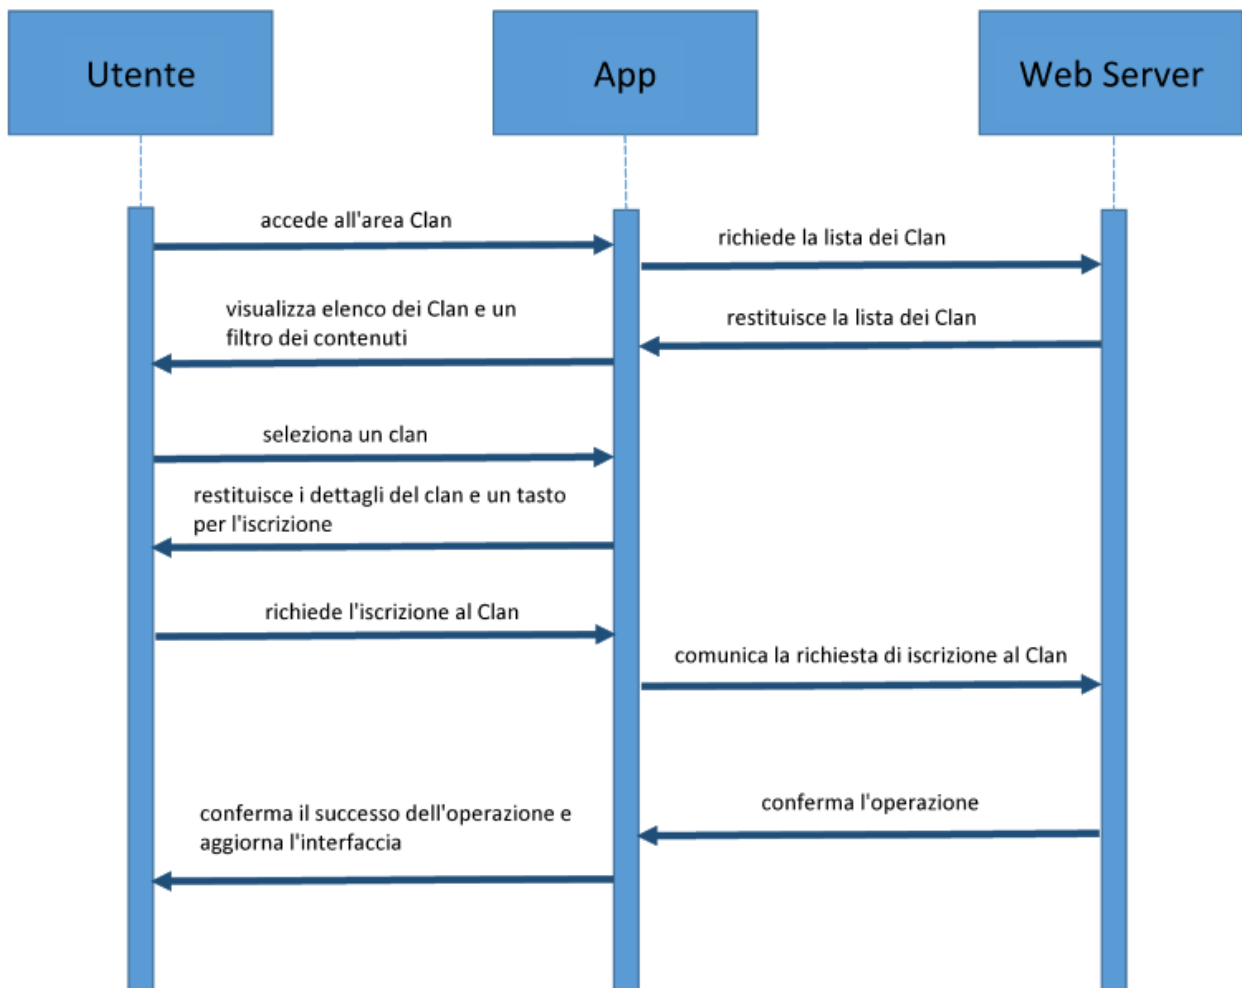 Utente
App
Web Server
accede all'area Clan
richiede la lista dei Clan
visualizza elenco dei Clan e un
filtro dei contenuti
restituisce la lista dei Clan
seleziona un clan
restituisce i dettagli del clan e un tasto
per l'iscrizione
richiede l'iscrizione al Clan
comunica la richiesta di iscrizione al Clan
conferma l'operazione
conferma il successo dell'operazione e
aggiorna l'interfaccia